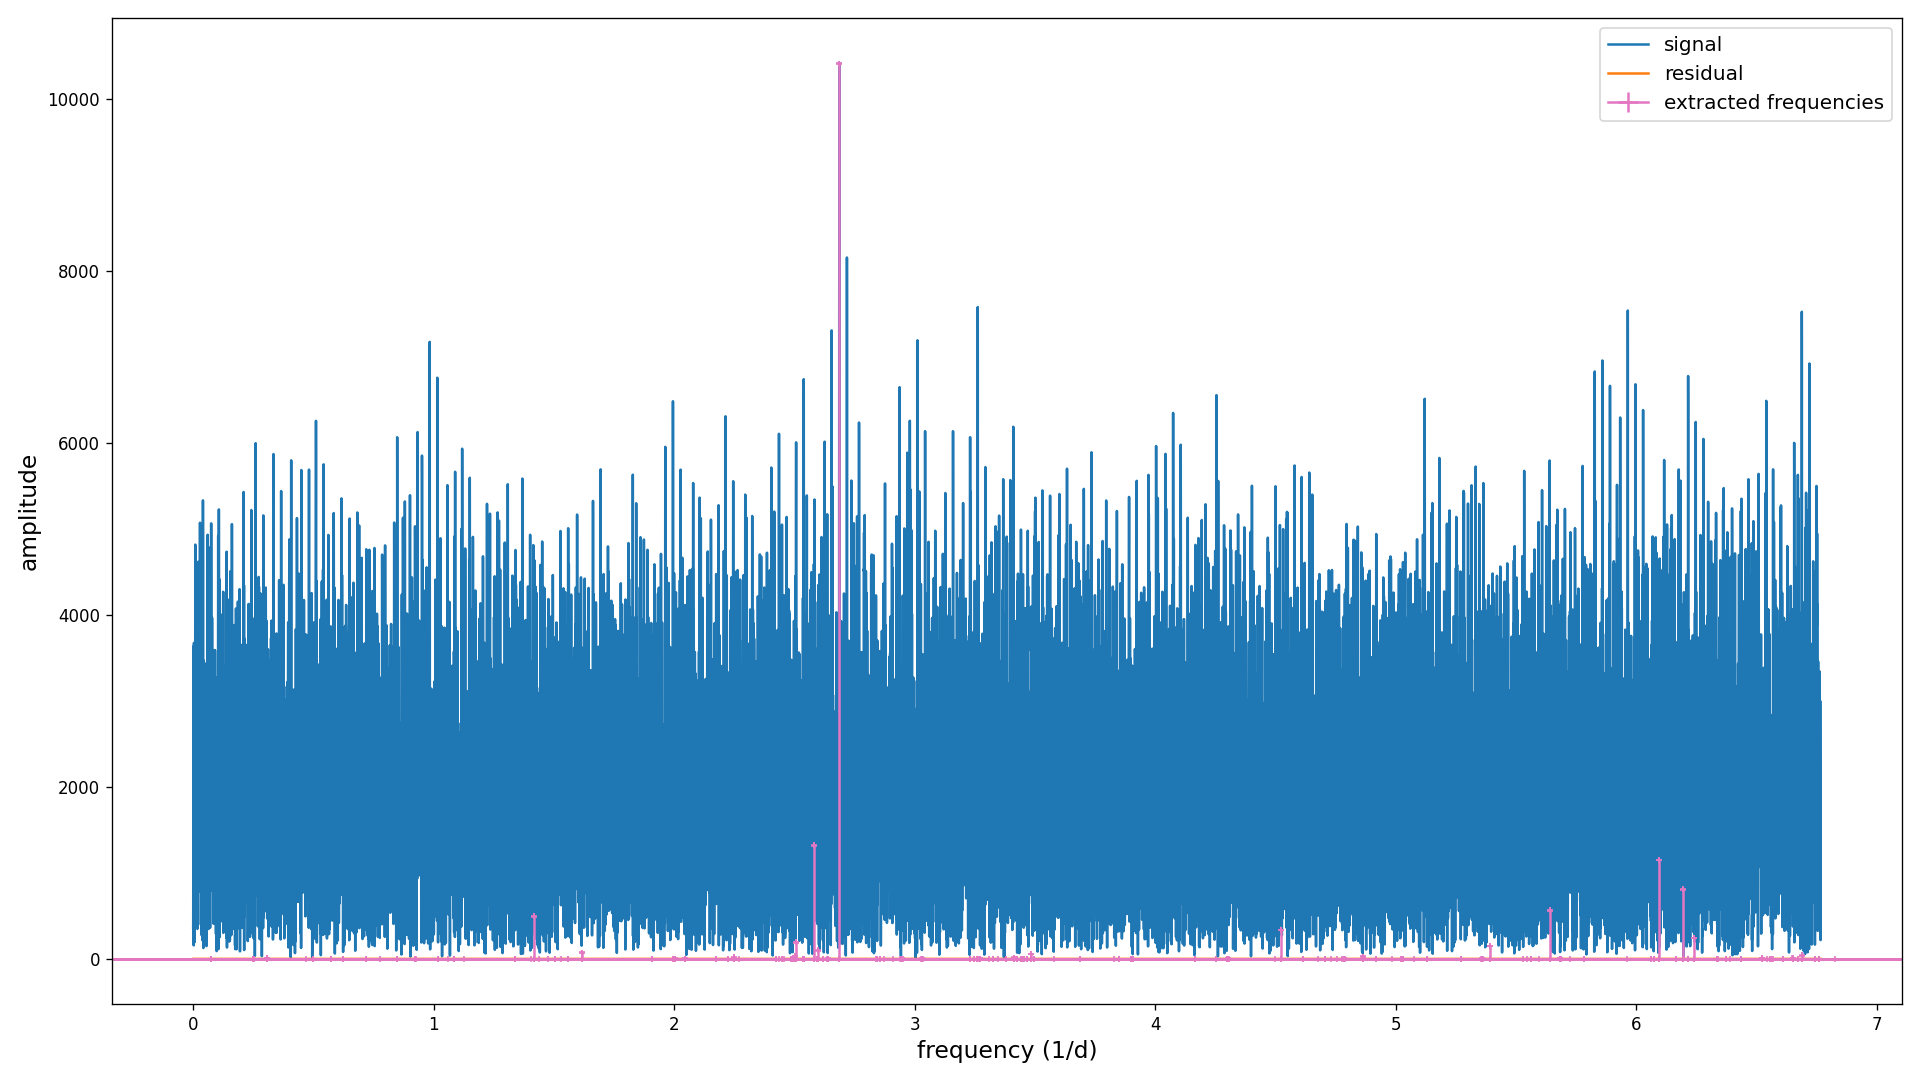 signal
residual
extracted frequencies
10000
8000
6000
4000
2000
0
amplitude
0 1 2 3 4 5 6 7
frequency (1/d)